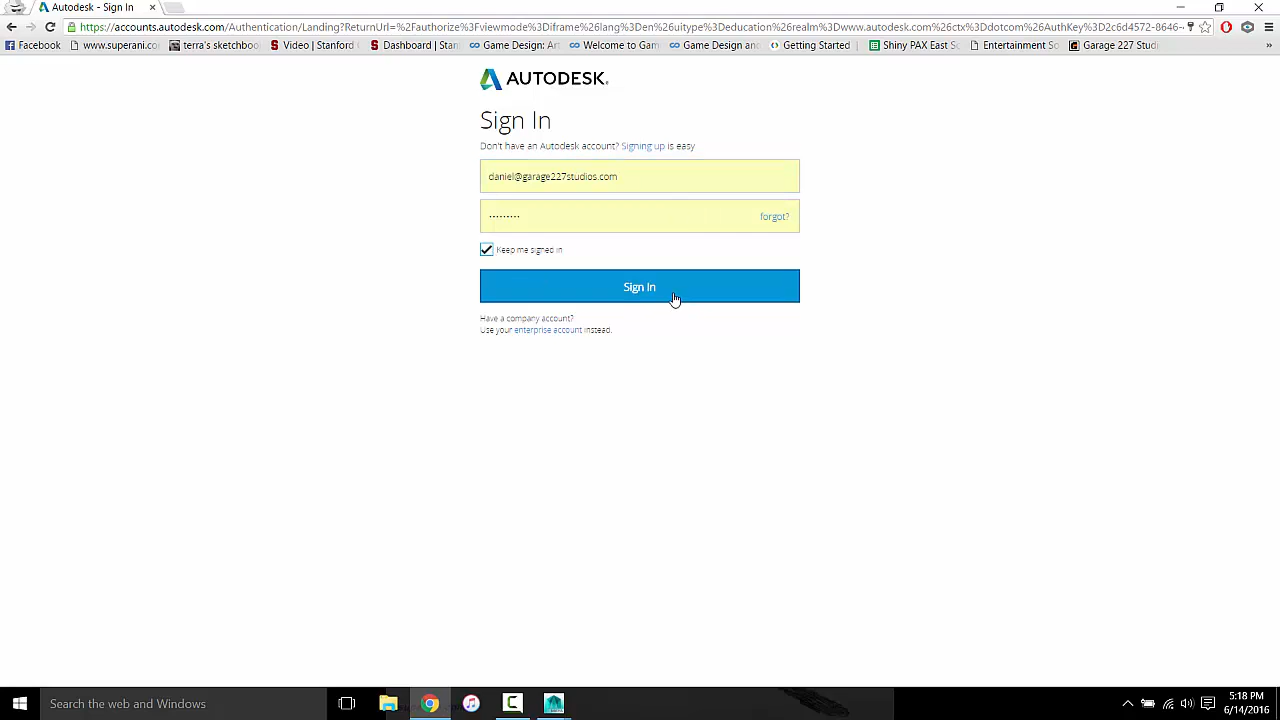 Autodesk - Sign In
https://accounts.autodesk.com/Authentication/Landing?ReturnUrl=%2Fauthorize%3Fviewmode%3Diframe%26lang%3Den%26uitype%3Deducation%26realm%3Dwww.autodesk.com%26ctx%3Ddotcom%26AuthKey%3D2c6d4572-8646-
Facebook www.superani.co terra's sketchboo Video | Stanford Dashboard | Stan Game Design: Ar Welcome to Gam Game Design and Getting Started Shiny PAX East Sc Entertainment So Garage 227 Studi
AUTODESK
Sign In
Don't have an Autodesk account? Signing up is easy
daniel@garage227studios.com
forgot?
Keep me signed in
Sign In
Have a company account?
Use your enterprise account instead.
Search the web and Windows
5:18 PM
6/14/2016